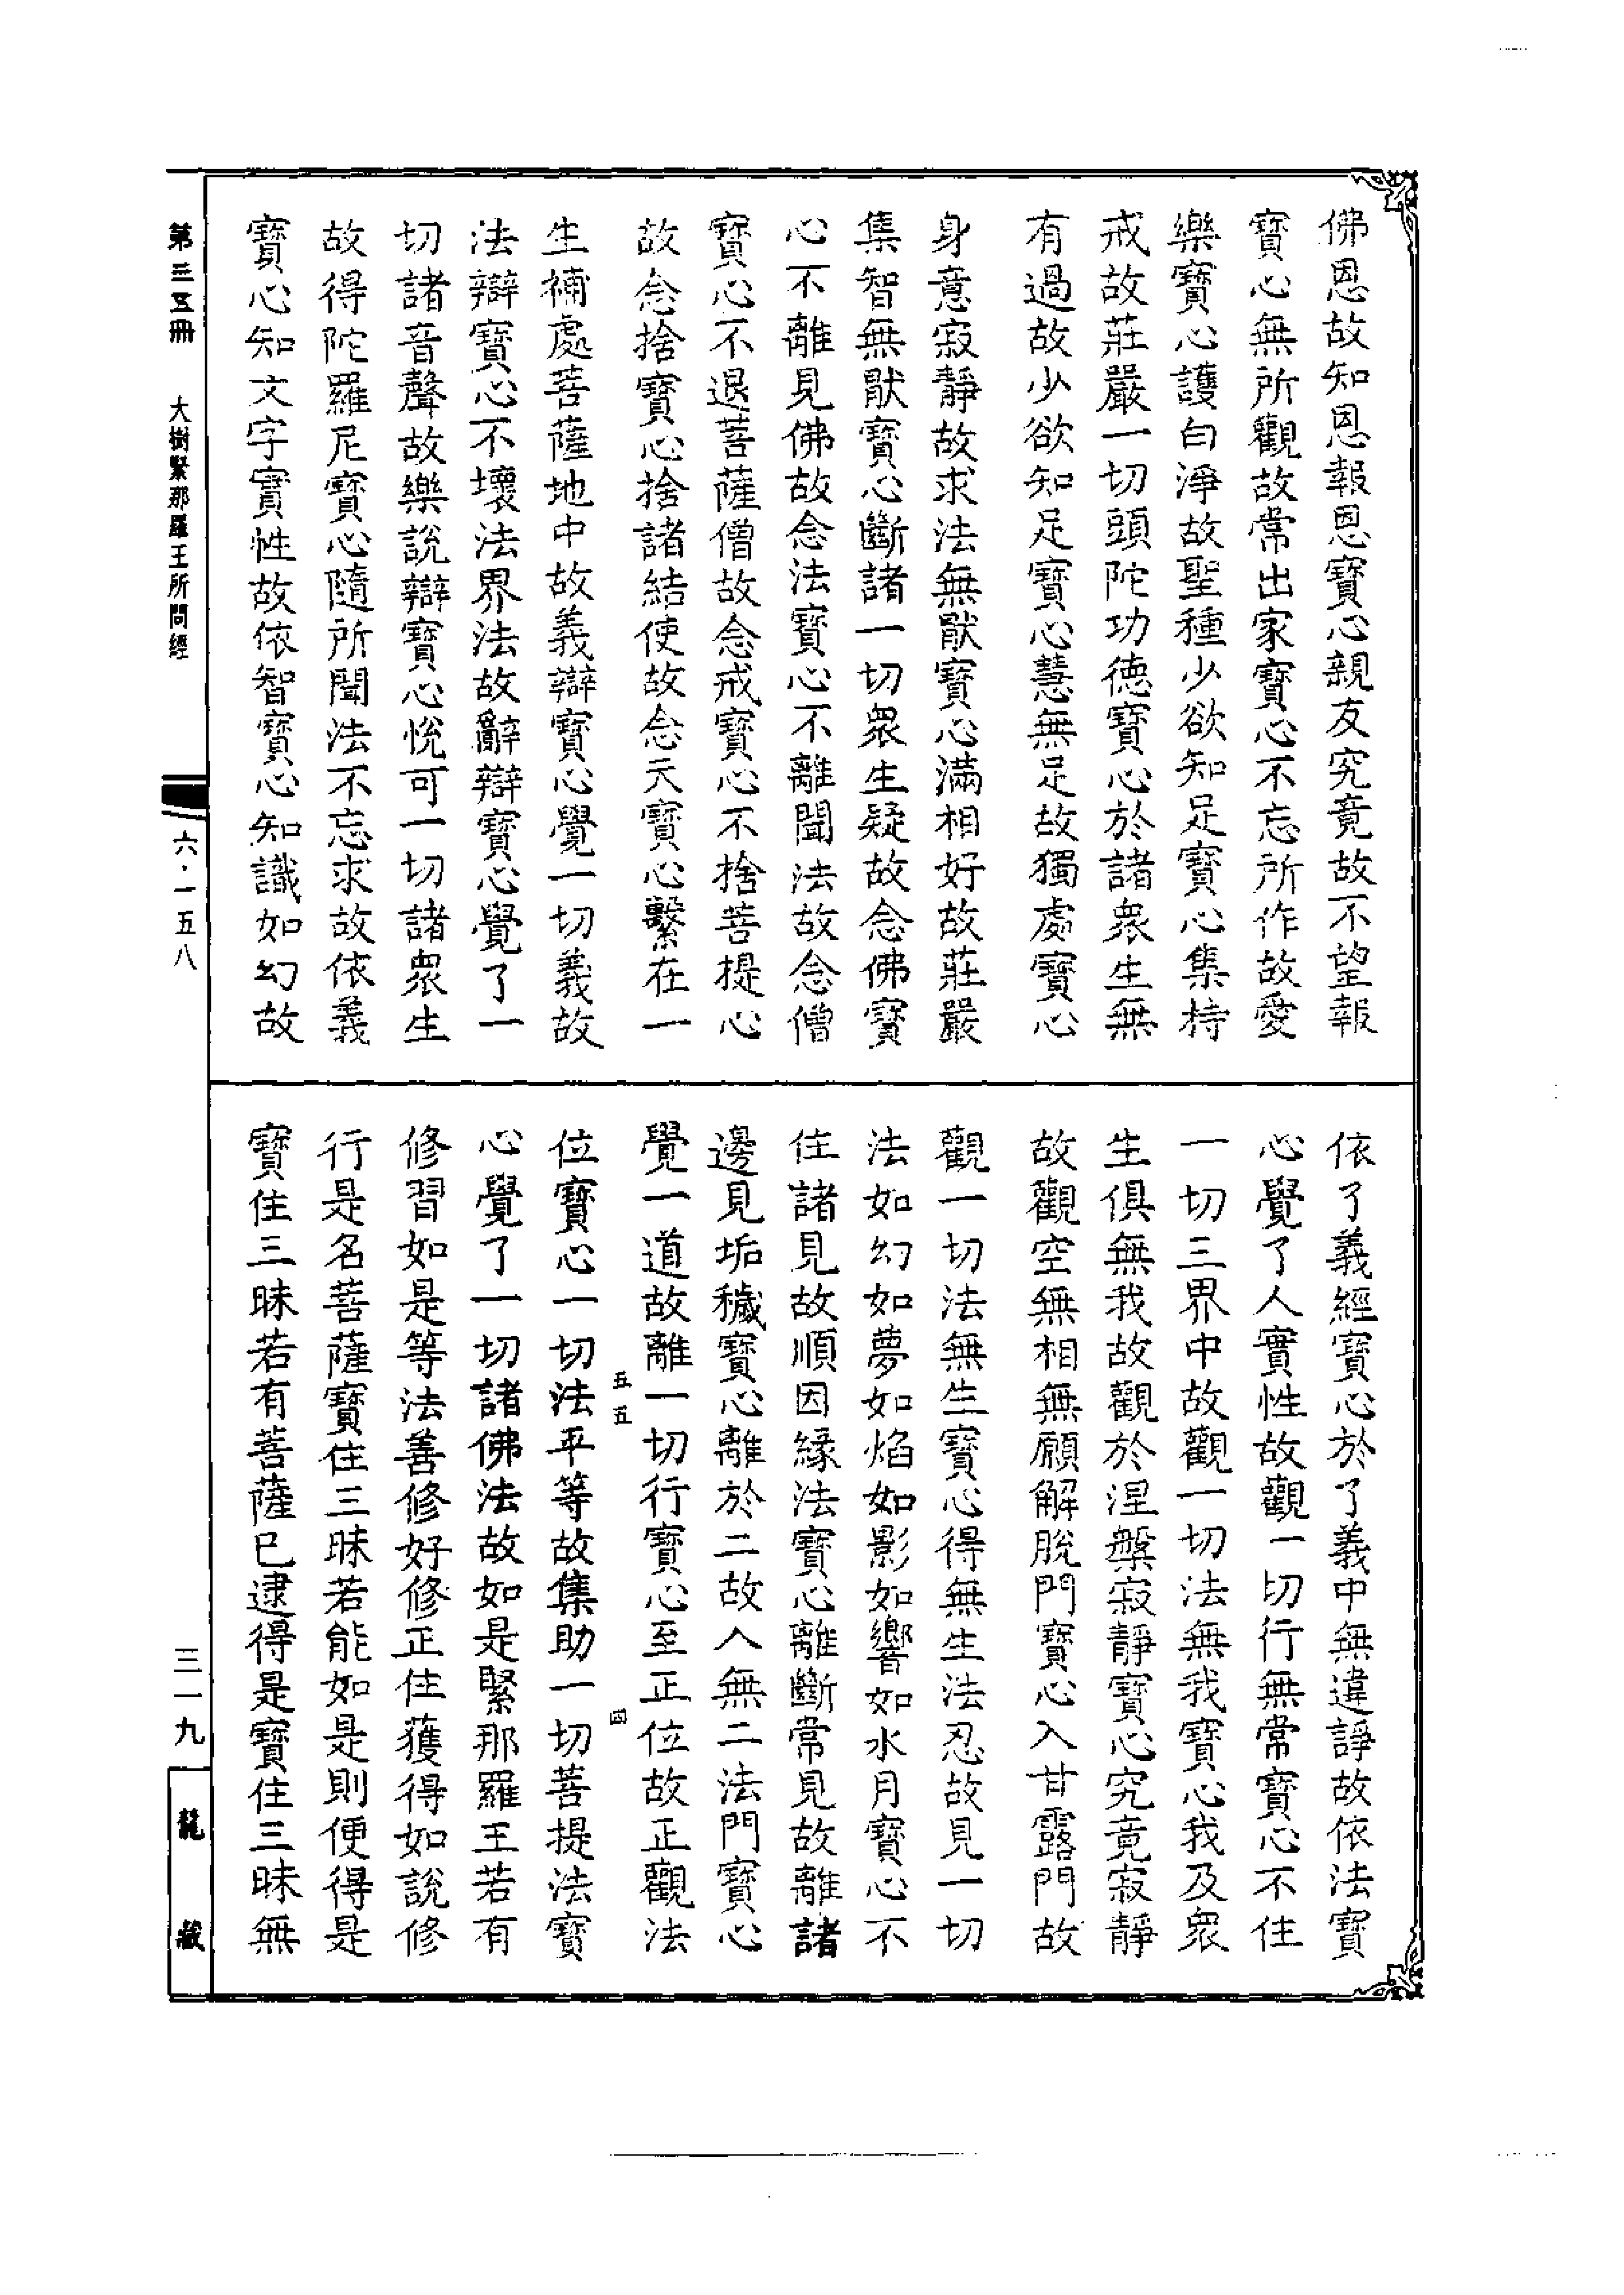 佛恩故知恩報恩寶心親友究竟故不望報
寶心無所觀故常出家寶心不忘所作故愛
樂寶心護白淨故聖種少欲知足寶心集持
戒故莊嚴一切頭陀功德寶心於諸衆生無
有過故少欲知足寶心慧無足故獨處寶心
身意寂靜故求法無猒寶心滿相好故莊嚴
集智無猒寶心斷諸一切衆生疑故念佛寶
心不離見佛故念法寶心不離聞法故念僧
寶心不退菩薩僧故念戒寶心不捨菩提心
故念捨寶心捨諸結使故念天寶心繫在一
生補處菩薩地中故義辯寶心覺一切義故
法辯寶心不壞法界法故辭辯寶心覺了一
切諸音聲故樂說辯寶心悅可一切諸衆生
故得陀羅尼寶心隨所聞法不忘求故依義
寶心知文字實性故依智寶心知識如幻故
依了義經寶心於了義中無違諍故依法寶
心覺了人實性故觀一切行無常寶心不住
一切三界中故觀一切法無我寶心我及衆
生俱無我故觀於涅槃寂靜寶心究竟寂靜
故觀空無相無願解脫門寶心入甘露門故
觀一切法無生寶心得無生法忍故見一切
法如幻如夢如焰如影如響如水月寶心不
住諸見故順因緣法寶心離斷常見故離諸
邊見垢穢寶心離於二故入無二法門寶心
覺一道故離一切行寶心至正位故正觀法
五五
四
位寶心一切法平等故集助一切菩提法寶
心覺了一切諸佛法故如是緊那羅王若有
修習如是等法善修好修正住獲得如說修
行是名菩薩寶住三昧若能如是則便得是
寶住三昧若有菩薩已逮得是寶住三昧無
第三五冊
大樹緊那羅王所問經
六·一五八
三一九
龍藏